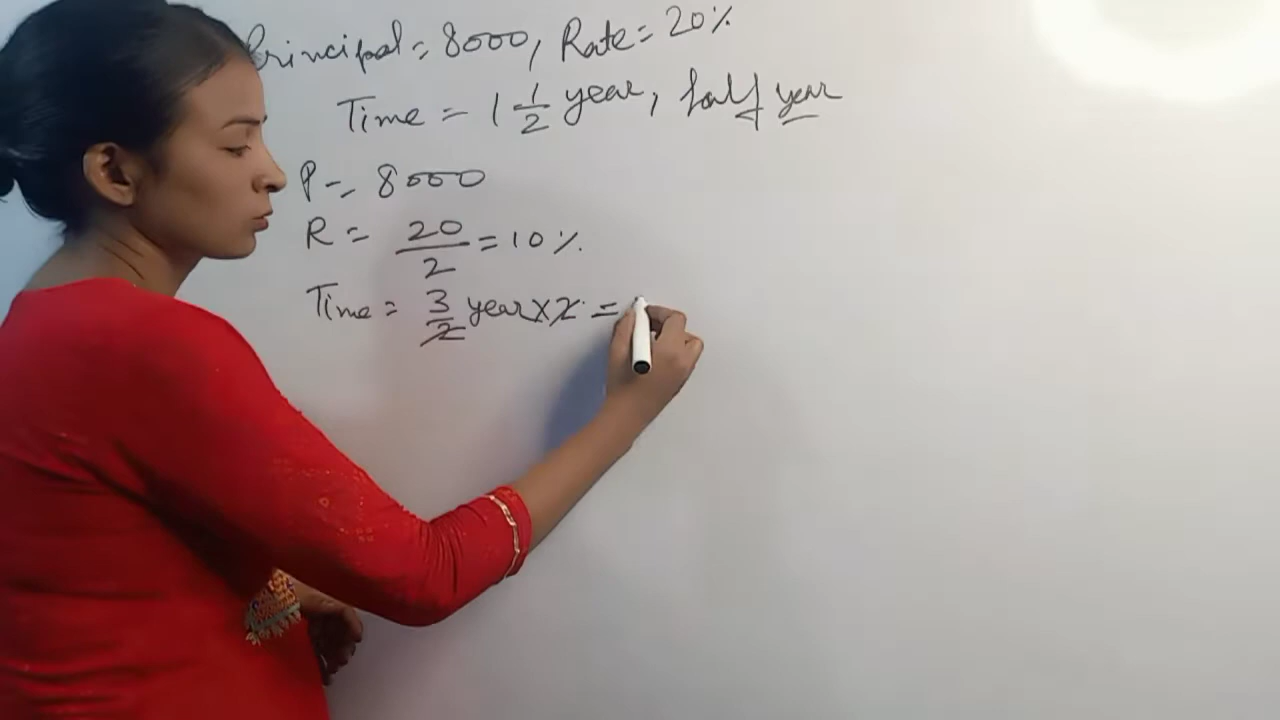 Principal = 8000, Rate = 20%
Time = 1 1/2 year, half year
P = 8000
R = 20/2 = 10%
Time = 3/2 year × 2 =